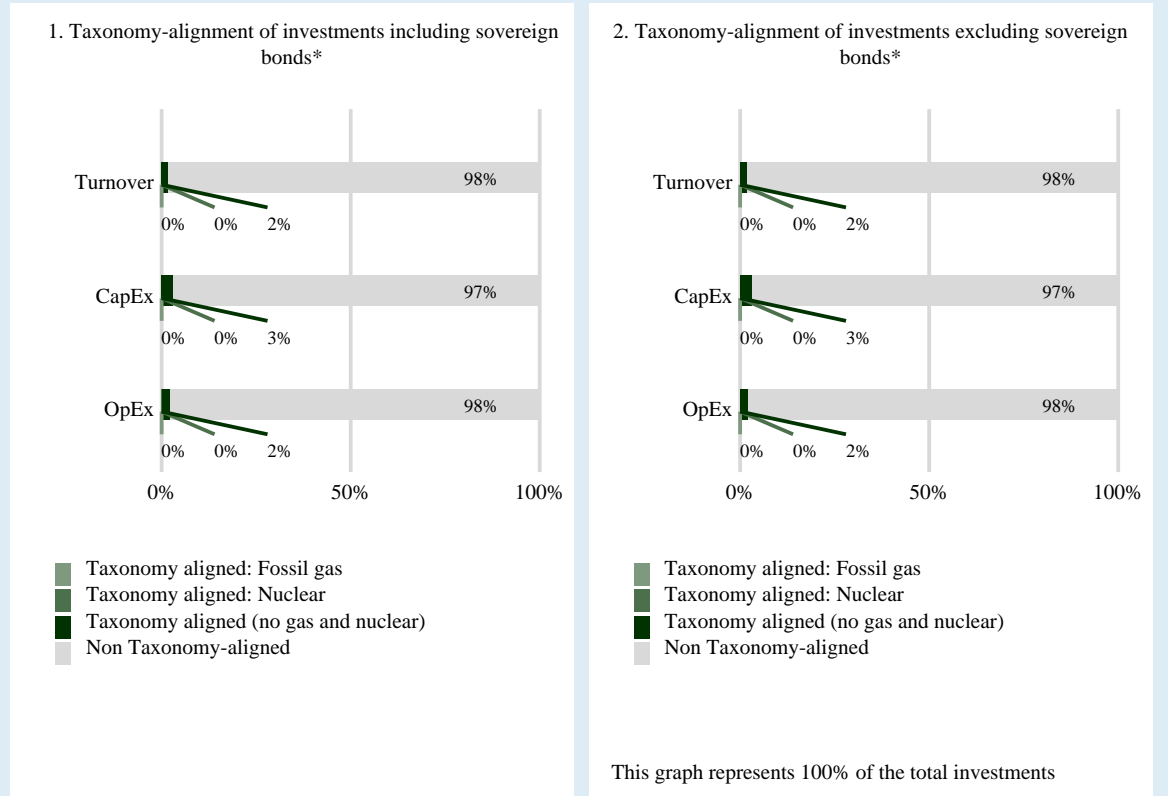 1. Taxonomy-alignment of investments including sovereign
bonds*
Turnover
98%
0% 0% 2%
CapEx
97%
0% 0% 3%
OpEx
98%
0% 0% 2%
0% 50% 100%
Taxonomy aligned: Fossil gas
Taxonomy aligned: Nuclear
Taxonomy aligned (no gas and nuclear)
Non Taxonomy-aligned
2. Taxonomy-alignment of investments excluding sovereign
bonds*
Turnover
98%
0% 0% 2%
CapEx
97%
0% 0% 3%
OpEx
98%
0% 0% 2%
0% 50% 100%
Taxonomy aligned: Fossil gas
Taxonomy aligned: Nuclear
Taxonomy aligned (no gas and nuclear)
Non Taxonomy-aligned
This graph represents 100% of the total investments